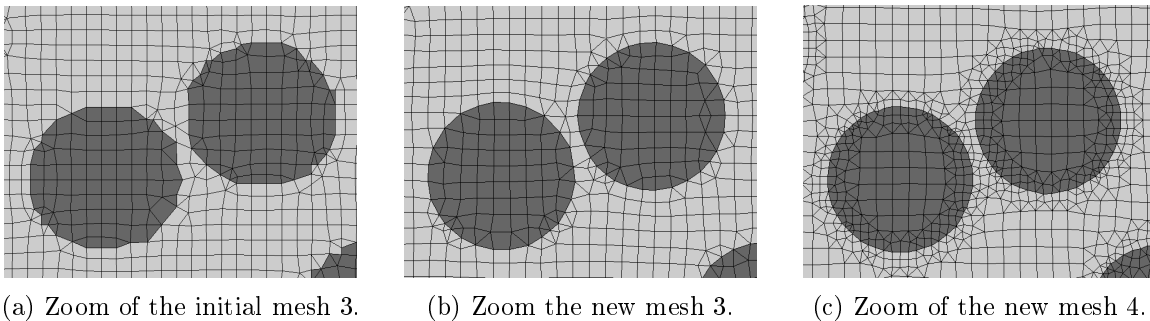 (a) Zoom of the initial mesh 3.
(b) Zoom the new mesh 3.
(c) Zoom of the new mesh 4.